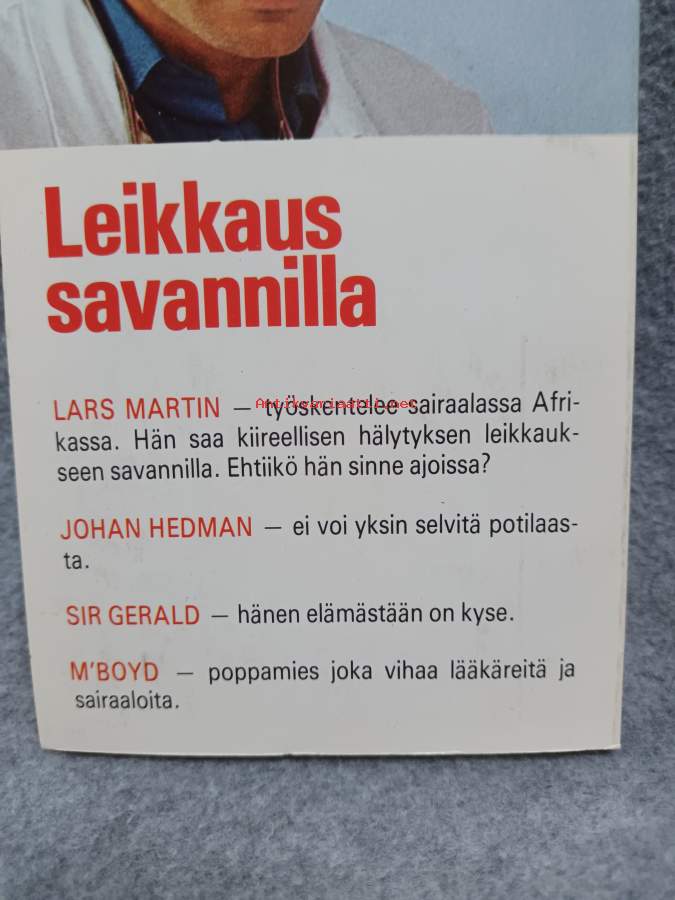 Leikkaus
savannilla
LARS MARTIN — työskentelee sairaalassa Afri-
Antikvariaatti.net
kassa. Hän saa kiireellisen hälytyksen leikkauk-
seen savannilla. Ehtiikö hän sinne ajoissa?
JOHAN HEDMAN — ei voi yksin selvitä potilaas-
ta.
SIR GERALD — hänen elämästään on kyse.
M'BOYD — poppamies joka vihaa lääkäreitä ja
sairaaloita.